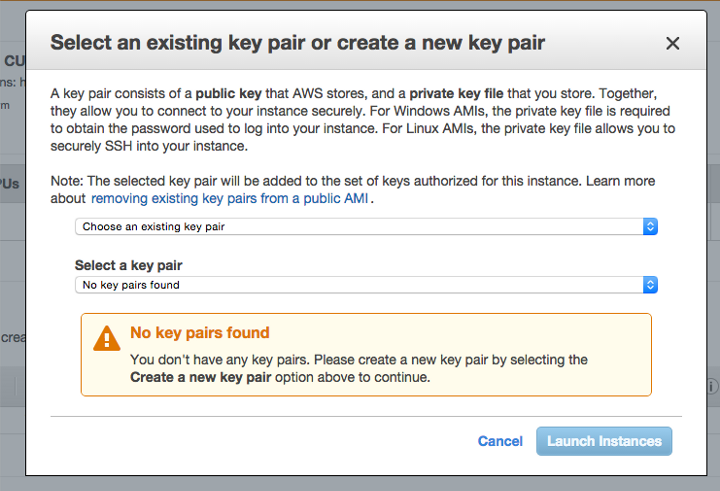 Select an existing key pair or create a new key pair
CU
ns: h
m
A key pair consists of a public key that AWS stores, and a private key file that you store. Together,
they allow you to connect to your instance securely. For Windows AMIs, the private key file is required
to obtain the password used to log into your instance. For Linux AMIs, the private key file allows you to
securely SSH into your instance.
PUs
Note: The selected key pair will be added to the set of keys authorized for this instance. Learn more
about removing existing key pairs from a public AMI .
Choose an existing key pair
Select a key pair
No key pairs found
No key pairs found
crea
You don't have any key pairs. Please create a new key pair by selecting the
Create a new key pair option above to continue.
Cancel
Launch Instances